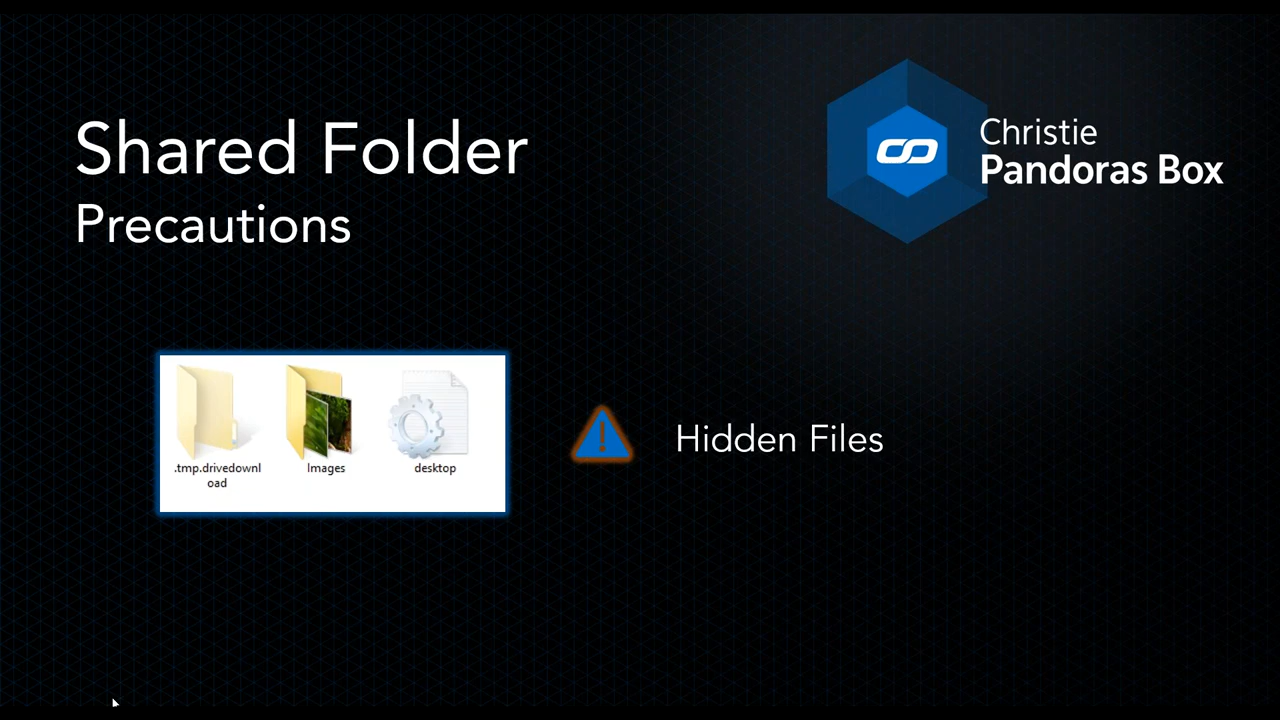 Shared Folder
Precautions
Christie
Pandoras Box
.tmp.drivedownl
oad
Images
desktop
Hidden Files